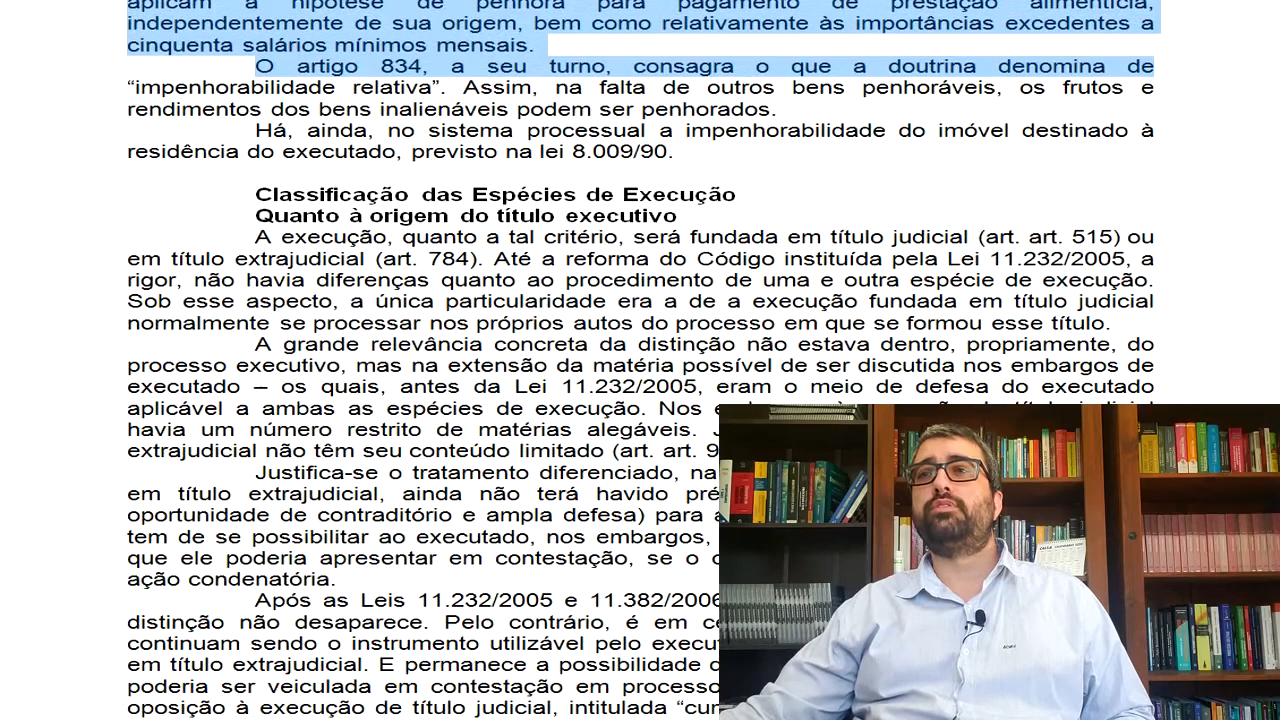 aplicam à hipótese de penhora para pagamento de prestação alimentícia,
independentemente de sua origem, bem como relativamente às importâncias excedentes a
cinquenta salários mínimos mensais.
O artigo 834, a seu turno, consagra o que a doutrina denomina de
“impenhorabilidade relativa”. Assim, na falta de outros bens penhoráveis, os frutos e
rendimentos dos bens inalienáveis podem ser penhorados.
Há, ainda, no sistema processual a impenhorabilidade do imóvel destinado à
residência do executado, previsto na lei 8.009/90.
Classificação das Espécies de Execução
Quanto à origem do título executivo
A execução, quanto a tal critério, será fundada em título judicial (art. art. 515) ou
em título extrajudicial (art. 784). Até a reforma do Código instituída pela Lei 11.232/2005, a
rigor, não havia diferenças quanto ao procedimento de uma e outra espécie de execução.
Sob esse aspecto, a única particularidade era a de a execução fundada em título judicial
normalmente se processar nos próprios autos do processo em que se formou esse título.
A grande relevância concreta da distinção não estava dentro, propriamente, do
processo executivo, mas na extensão da matéria possível de ser discutida nos embargos de
executado – os quais, antes da Lei 11.232/2005, eram o meio de defesa do executado
aplicável a ambas as espécies de execução. Nos
havia um número restrito de matérias alegáveis.
extrajudicial não têm seu conteúdo limitado (art. art. 9
Justifica-se o tratamento diferenciado, na
em título extrajudicial, ainda não terá havido pré
oportunidade de contraditório e ampla defesa) para
tem de se possibilitar ao executado, nos embargos,
que ele poderia apresentar em contestação, se o
ação condenatória.
Após as Leis 11.232/2005 e 11.382/2006
distinção não desaparece. Pelo contrário, é em
continuam sendo o instrumento utilizável pelo
em título extrajudicial. E permanece a possibilidade
poderia ser veiculada em contestação em processo
oposição à execução de título judicial, intitulada